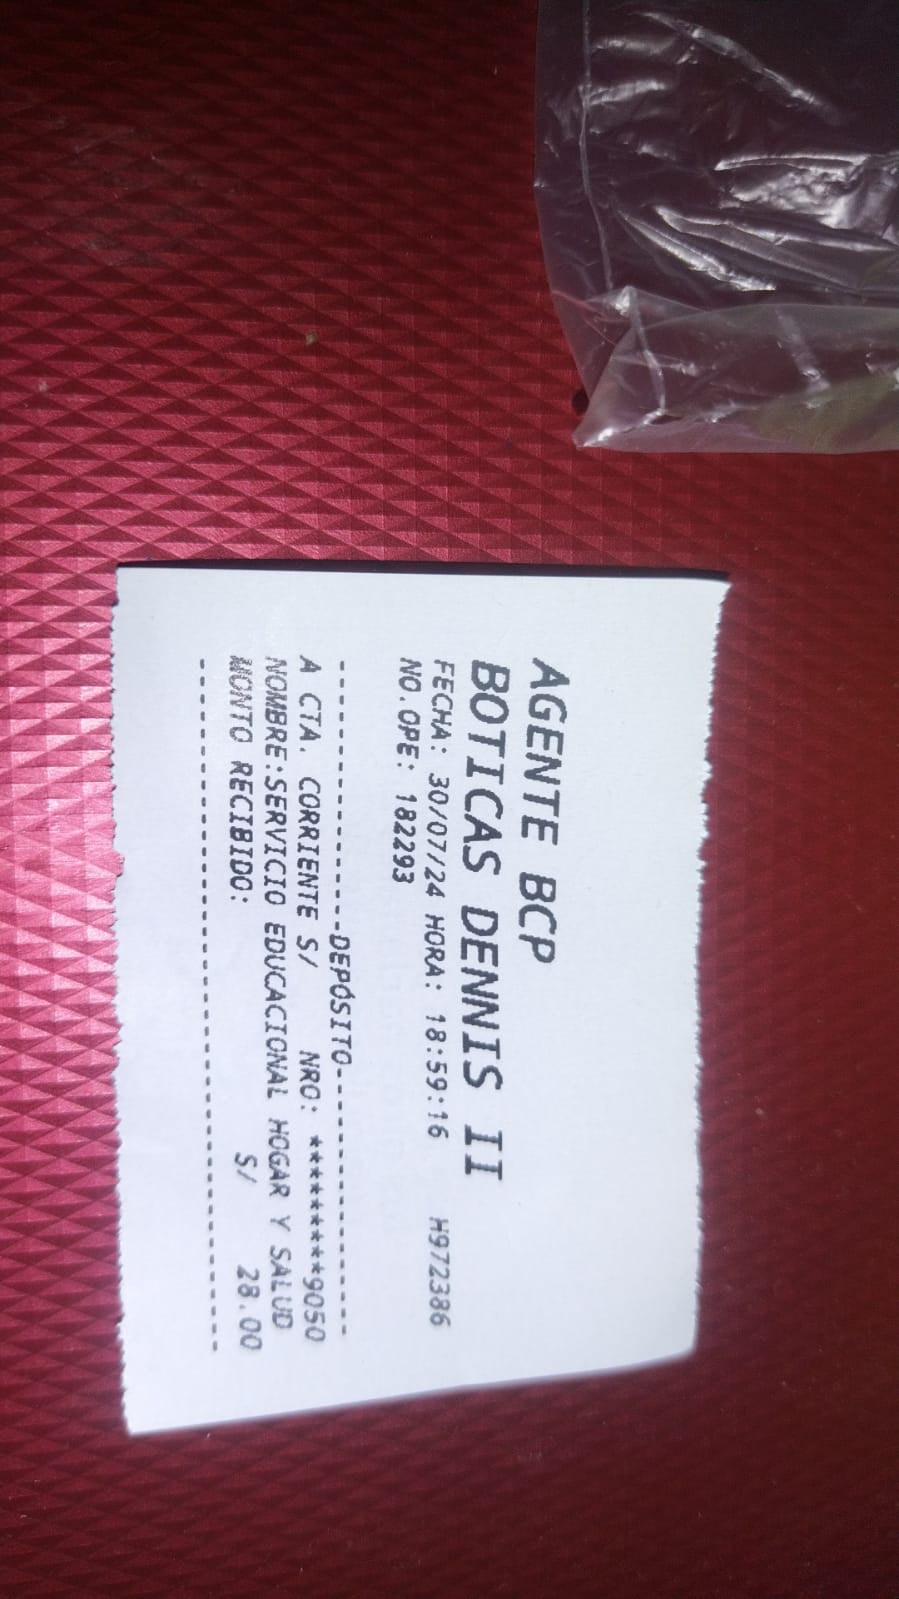 AGENTE BCP
BOTICAS DENNIS II
FECHA: 30/07/24 HORA: 18:59:16 H972386
NO.OPE: 182293
--------------------DEPÓSITO--------------------
A CTA. CORRIENTE S/ NRO: *********9050
NOMBRE:SERVICIO EDUCACIONAL HOGAR Y SALUD
MONTO RECIBIDO: S/ 28.00
------------------------------------------------